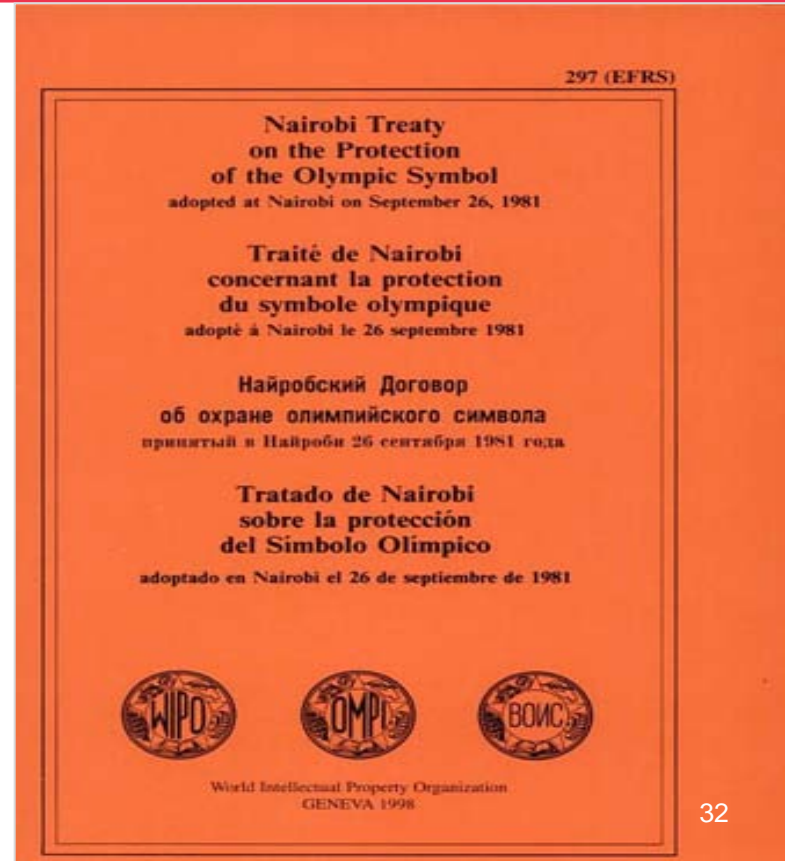 297 (EFRS)
Nairobi Treaty
on the Protection
of the Olympic Symbol
adopted at Nairobi on September 26, 1981
Traité de Nairobi
concernant la protection
du symbole olympique
adopté à Nairobi le 26 septembre 1981
Найробский Договор
об охране олимпийского символа
принятый в Найроби 26 сентября 1981 года
Tratado de Nairobi
sobre la protección
del Símbolo Olímpico
adoptado en Nairobi el 26 de septiembre de 1981
WIPO OMPI ВОИС
World Intellectual Property Organization
GENEVA 1998
32